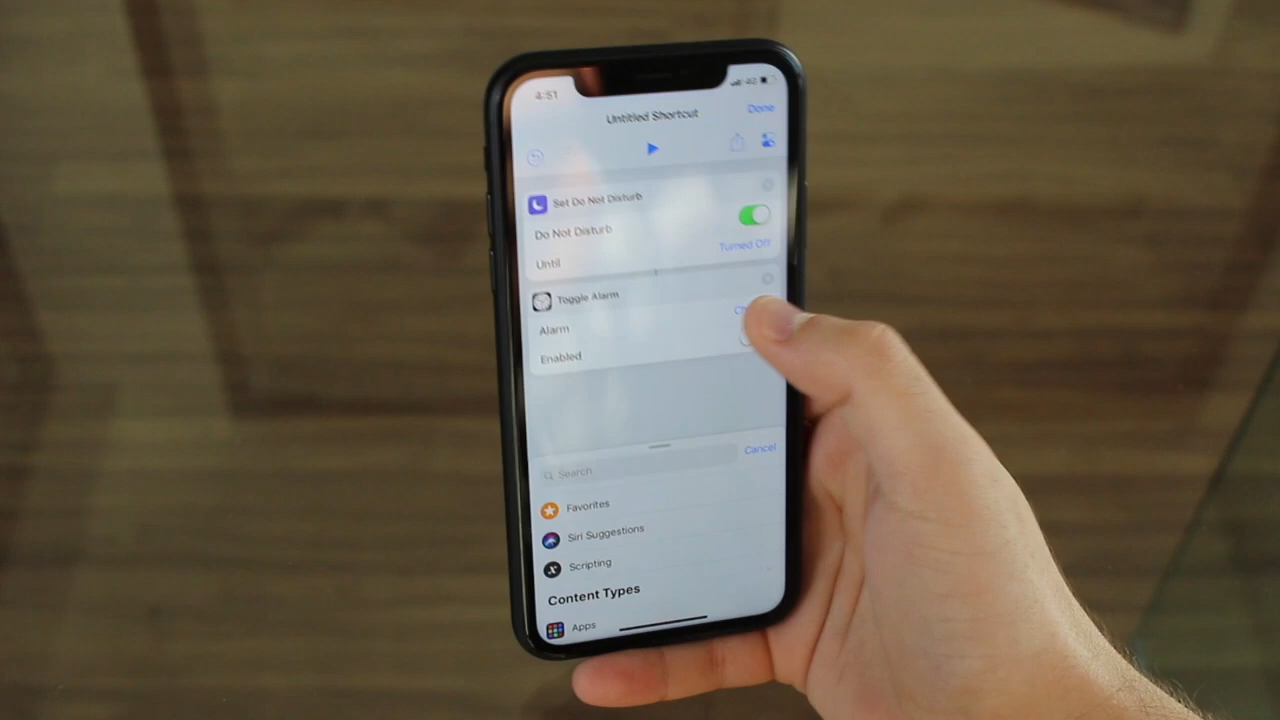 4:51
4G
Untitled Shortcut
Done
Set Do Not Disturb
Do Not Disturb
Until
Turned Off
Toggle Alarm
Alarm
Enabled
Search
Cancel
Favorites
Siri Suggestions
Scripting
Content Types
Apps